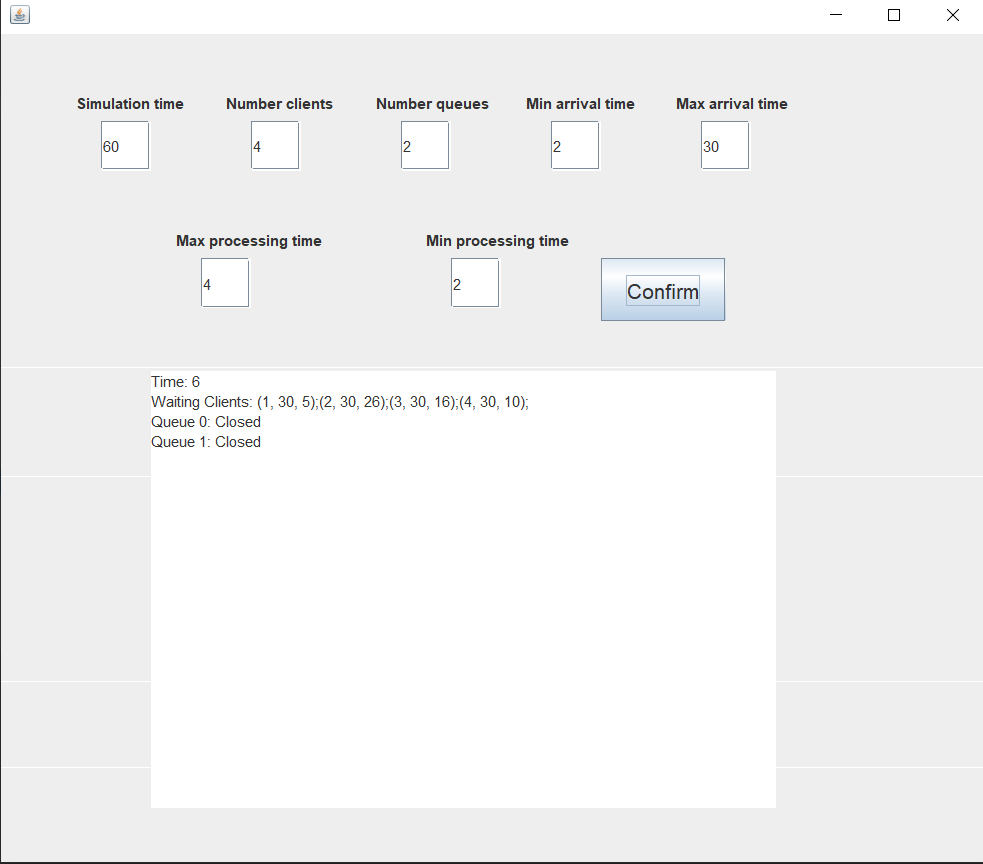 Simulation time Number clients Number queues Min arrival time Max arrival time
60 4 2 2 30
Max processing time Min processing time
4 2 Confirm
Time: 6
Waiting Clients: (1, 30, 5);(2, 30, 26);(3, 30, 16);(4, 30, 10);
Queue 0: Closed
Queue 1: Closed